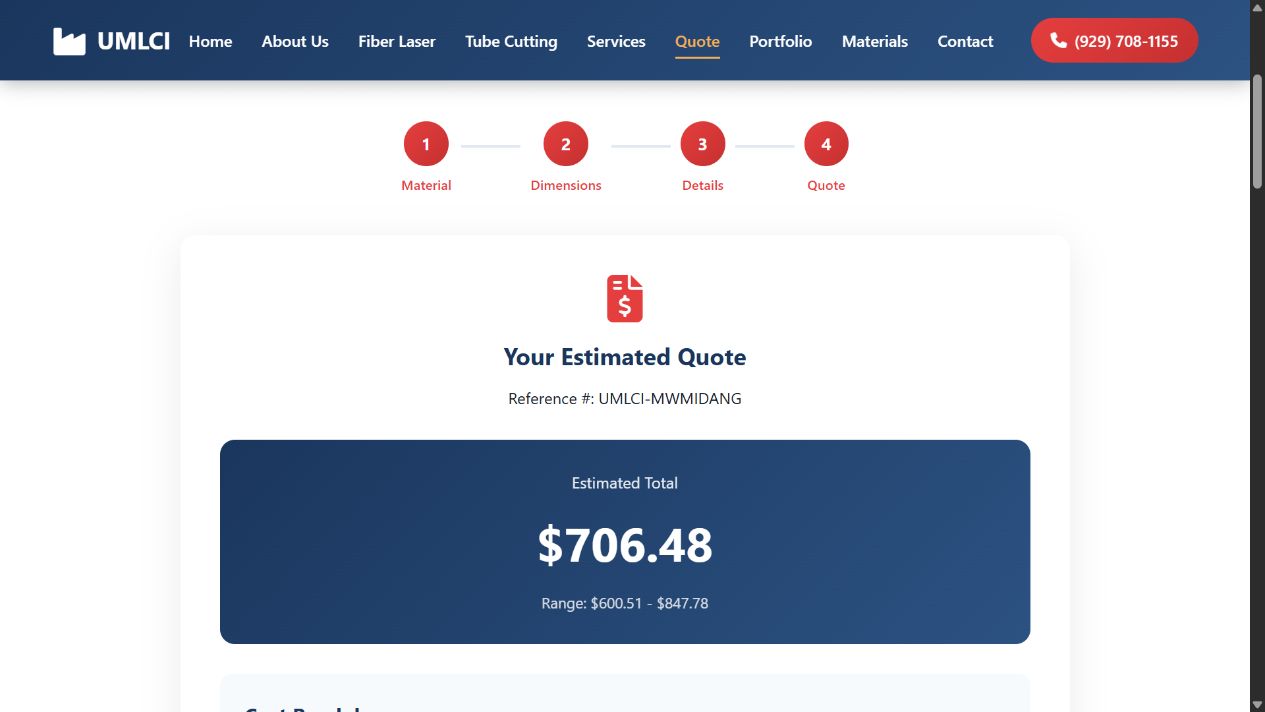 UMLCI Home About Us Fiber Laser Tube Cutting Services Quote Portfolio Materials Contact (929) 708-1155
1 2 3 4
Material Dimensions Details Quote
$
Your Estimated Quote
Reference #: UMLCI-MWMIDANG
Estimated Total
$706.48
Range: $600.51 - $847.78